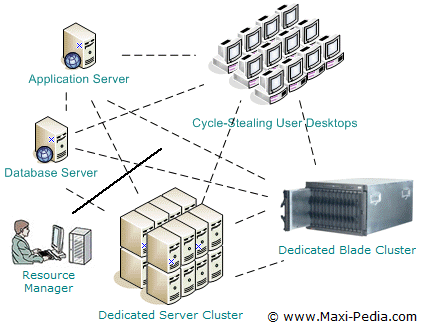 Application Server
Cycle-Stealing User Desktops
Database Server
Dedicated Blade Cluster
Resource
Manager
Dedicated Server Cluster
© www.Maxi-Pedia.com